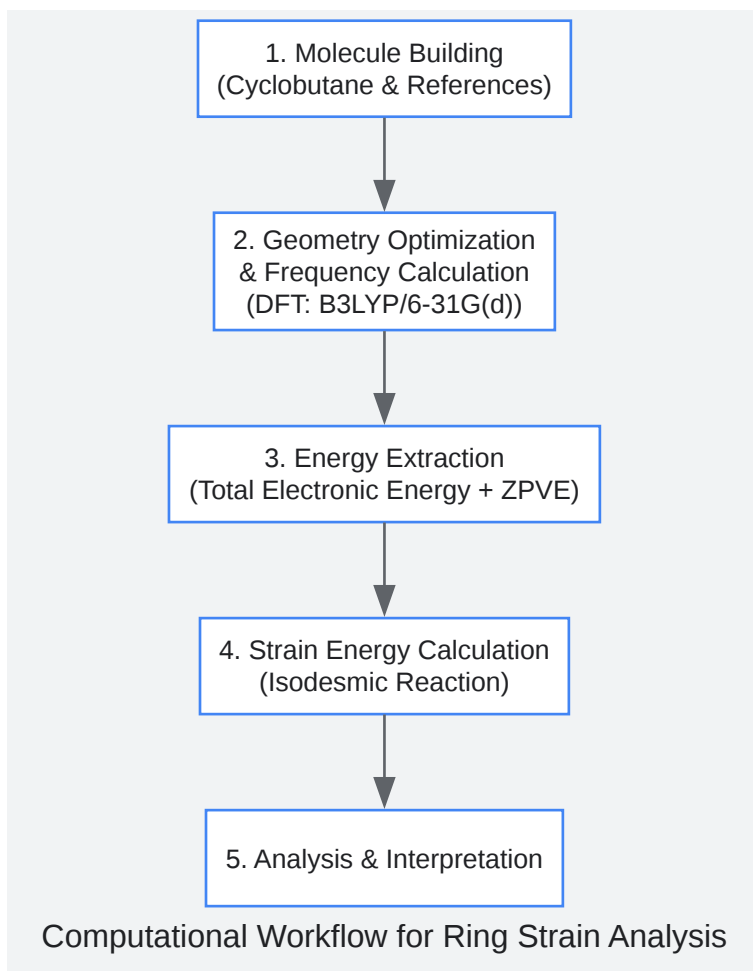 1. Molecule Building
(Cyclobutane & References)
2. Geometry Optimization
& Frequency Calculation
(DFT: B3LYP/6-31G(d))
3. Energy Extraction
(Total Electronic Energy + ZPVE)
4. Strain Energy Calculation
(Isodesmic Reaction)
5. Analysis & Interpretation
Computational Workflow for Ring Strain Analysis